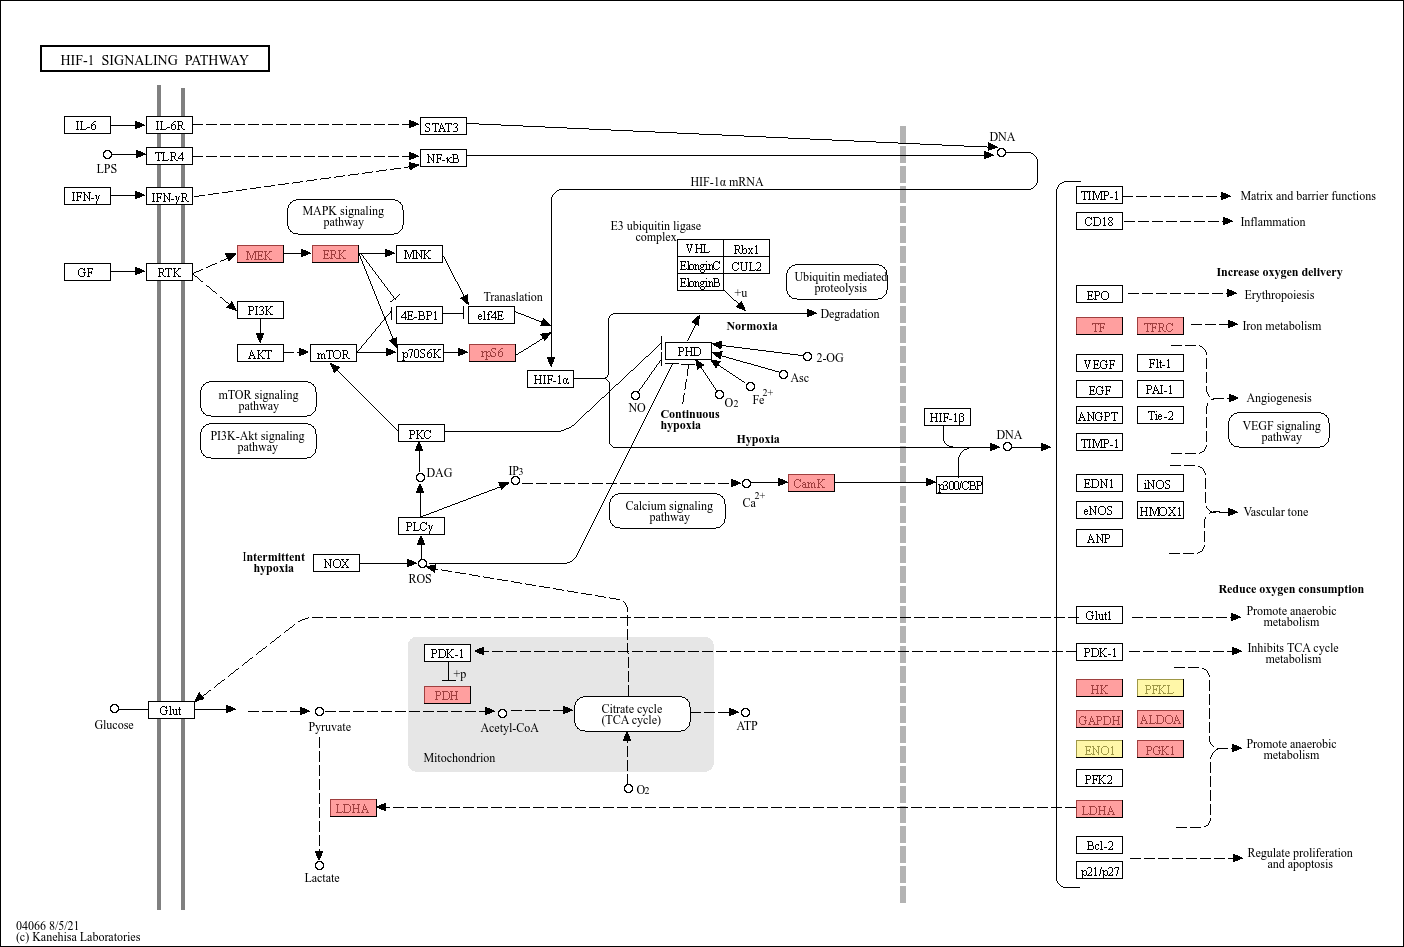 HIF-1 SIGNALING PATHWAY
IL-6
IL-6R
STAT3
DNA
LPS
TLR4
NF-κB
IFN-γ
IFN-γR
HIF-1α mRNA
TIMP-1
Matrix and barrier functions
CD18
Inflammation
MAPK signaling
pathway
E3 ubiquitin ligase
complex
VHL
Rbx1
ElonginC
CUL2
ElonginB
+u
Ubiquitin mediated
proteolysis
GF
RTK
MEK
ERK
MNK
PI3K
4E-BP1
eIf4E
Tranaslation
AKT
mTOR
p70S6K
rpS6
HIF-1α
Normoxia
Degradation
PHD
2-OG
Asc
Fe2+
O2
NO
Continuous
hypoxia
Hypoxia
mTOR signaling
pathway
PI3K-Akt signaling
pathway
PKC
DAG
IP3
PLCγ
Ca2+
CamK
Calcium signaling
pathway
HIF-1β
DNA
p300/CBP
Intermittent
hypoxia
NOX
ROS
Increase oxygen delivery
EPO
Erythropoiesis
TF
TFRC
Iron metabolism
VEGF
Flt-1
EGF
PAI-1
Angiogenesis
ANGPT
Tie-2
TIMP-1
VEGF signaling
pathway
EDN1
iNOS
eNOS
HMOX1
Vascular tone
ANP
Reduce oxygen consumption
Glut1
Promote anaerobic
metabolism
PDK-1
Inhibits TCA cycle
metabolism
HK
PFKL
GAPDH
ALDOA
ENO1
PGK1
Promote anaerobic
metabolism
PFK2
LDHA
Bcl-2
p21/p27
Regulate proliferation
and apoptosis
PDK-1
+p
PDH
Glucose
Glut
Pyruvate
Acetyl-CoA
Citrate cycle
(TCA cycle)
ATP
Mitochondrion
O2
LDHA
Lactate
04066 8/5/21
(c) Kanehisa Laboratories